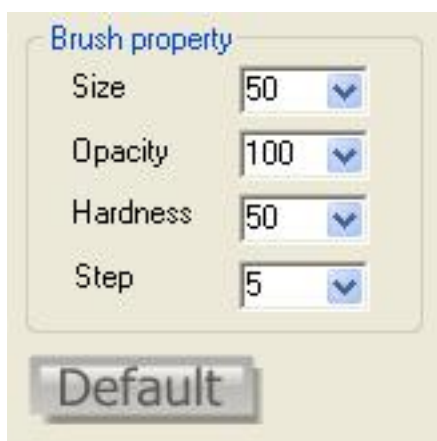 Brush property
Size 50
Opacity 100
Hardness 50
Step 5
Default